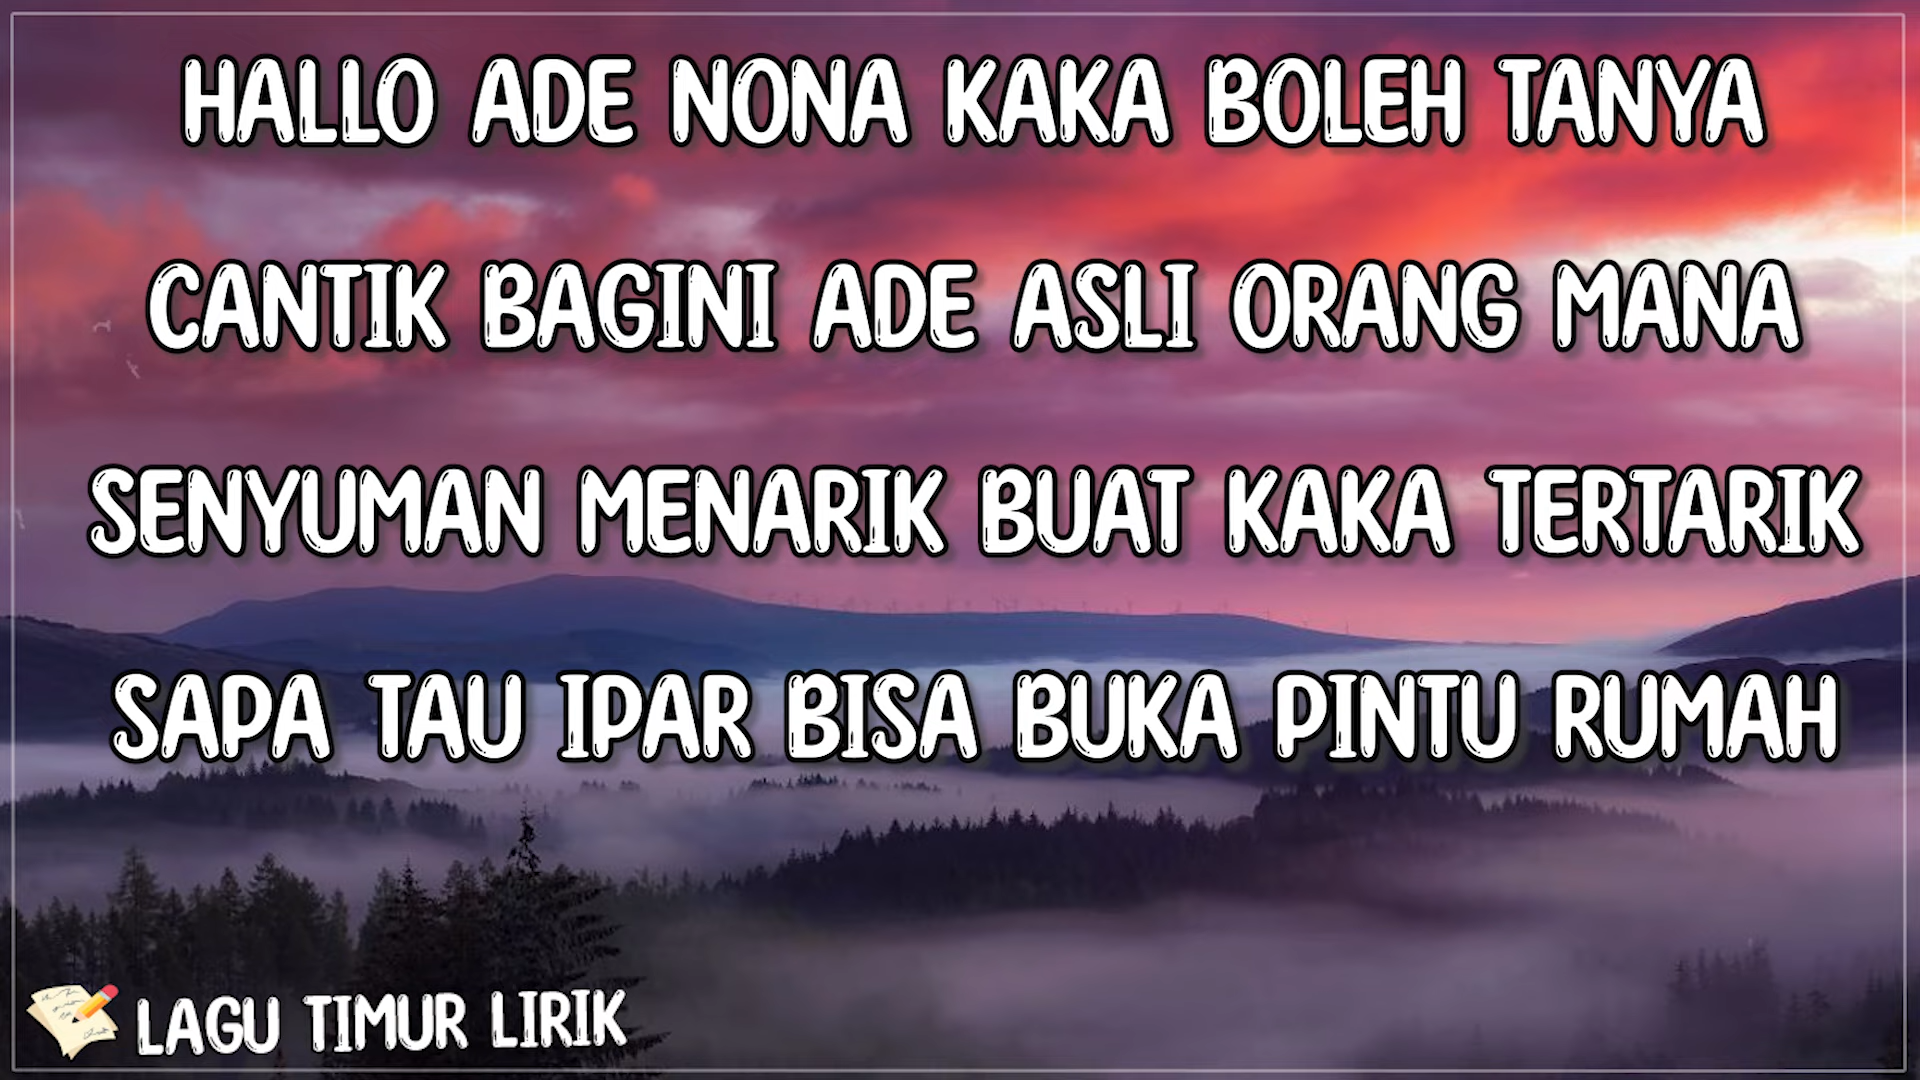 HALLO ADE NONA KAKA BOLEH TANYA
CANTIK BAGINI ADE ASLI ORANG MANA
SENYUMAN MENARIK BUAT KAKA TERTARIK
SAPA TAU IPAR BISA BUKA PINTU RUMAH
LAGU TIMUR LIRIK